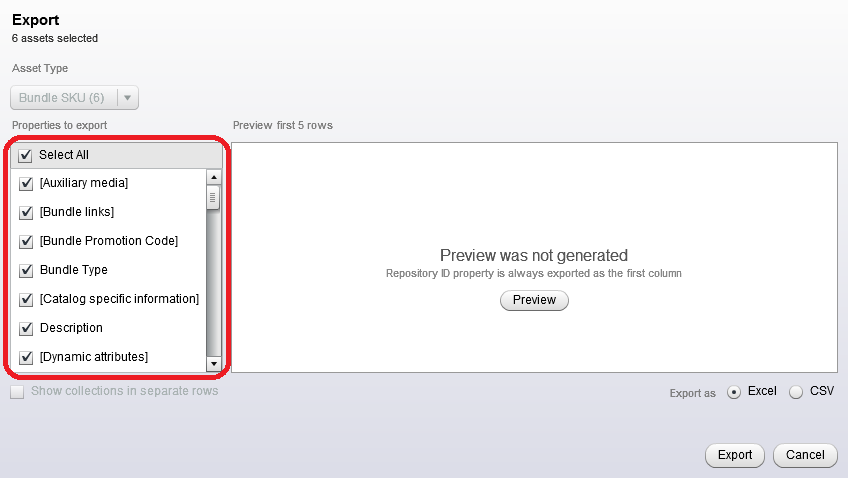 Export
6 assets selected
Asset Type
Bundle SKU (6)
Properties to export
Preview first 5 rows
Select All
[Auxiliary media]
[Bundle links]
[Bundle Promotion Code]
Bundle Type
[Catalog specific information]
Description
[Dynamic attributes]
Preview was not generated
Repository ID property is always exported as the first column
Preview
Show collections in separate rows
Export as Excel CSV
Export Cancel